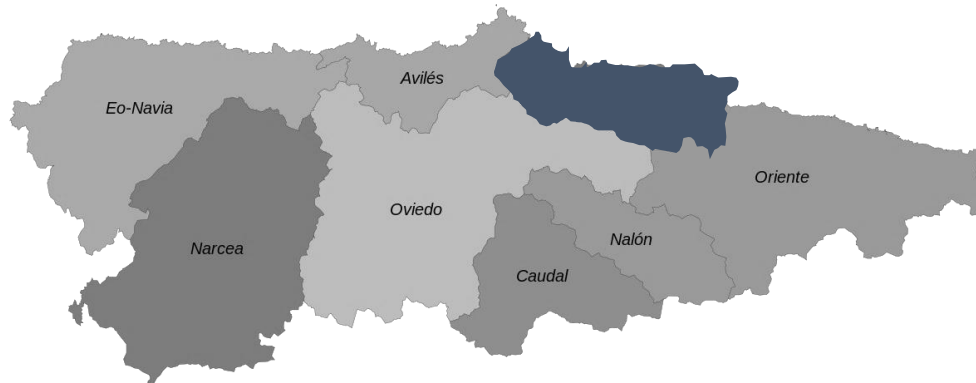 Avilés
Eo-Navia
Oriente
Oviedo
Nalón
Narcea
Caudal